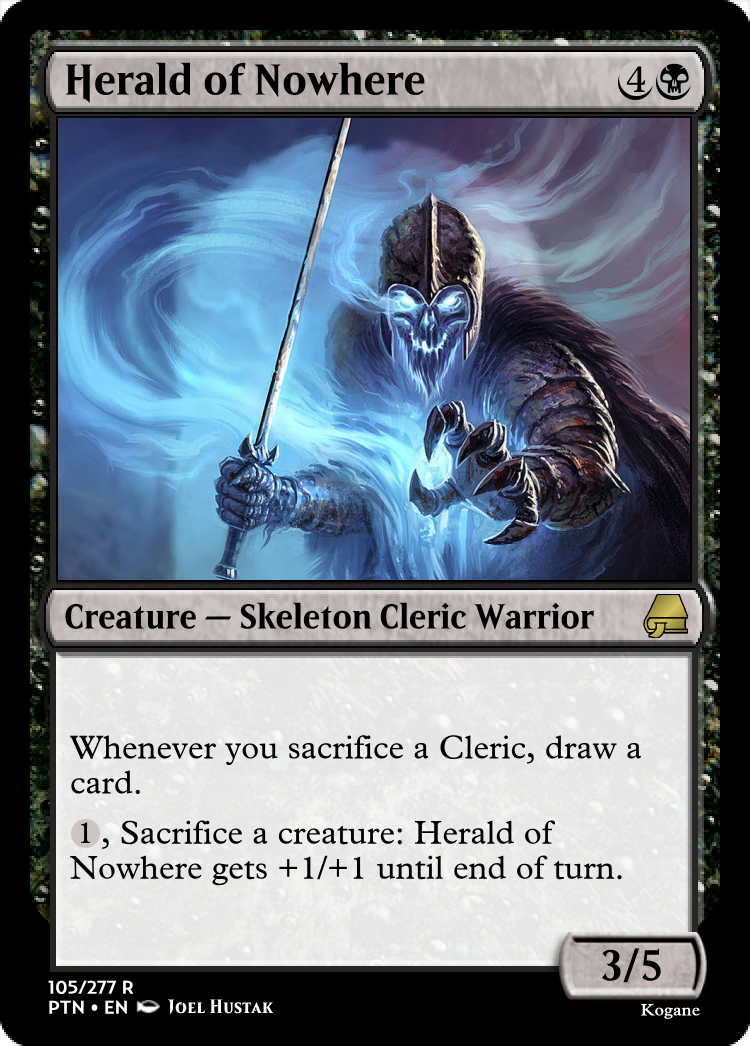 Herald of Nowhere 4
Creature — Skeleton Cleric Warrior
Whenever you sacrifice a Cleric, draw a
card.
1, Sacrifice a creature: Herald of
Nowhere gets +1/+1 until end of turn.
3/5
105/277 R
PTN • EN Joel Hustak
Kogane